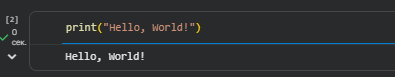 [2]
0
сек.
print("Hello, World!")
Hello, World!